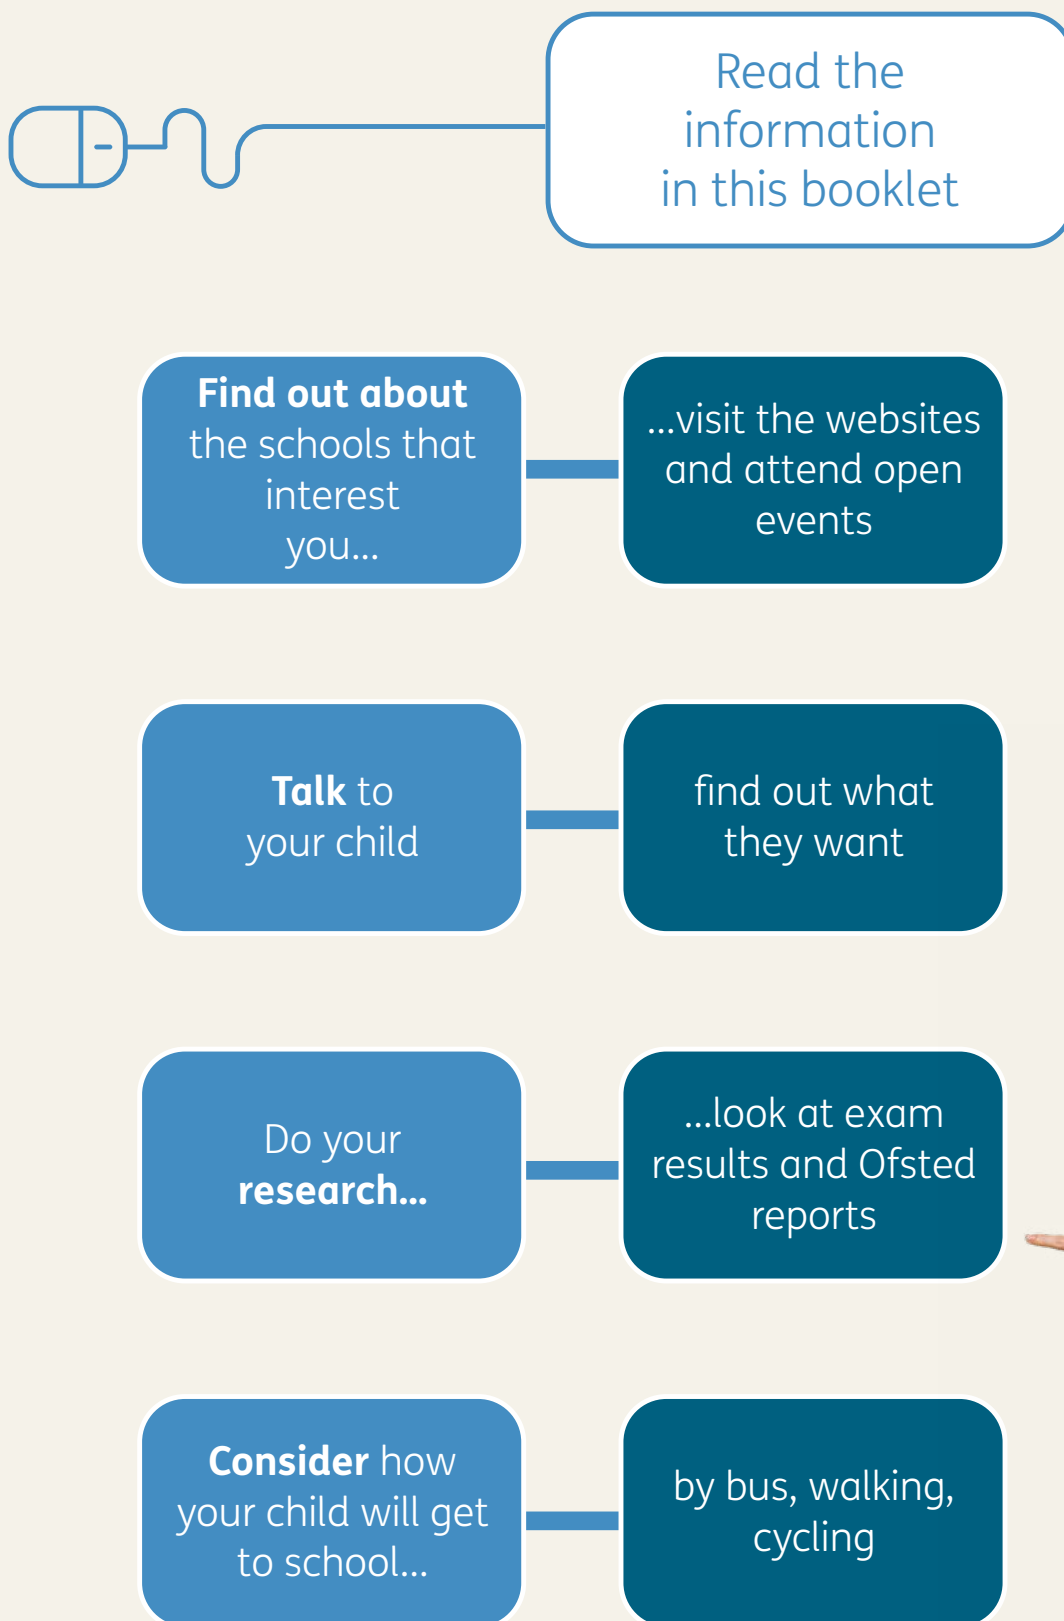 Read the
information
in this booklet
Find out about
the schools that
interest
you...
...visit the websites
and attend open
events
Talk to
your child
find out what
they want
Do your
research...
...look at exam
results and Ofsted
reports
Consider how
your child will get
to school...
by bus, walking,
cycling